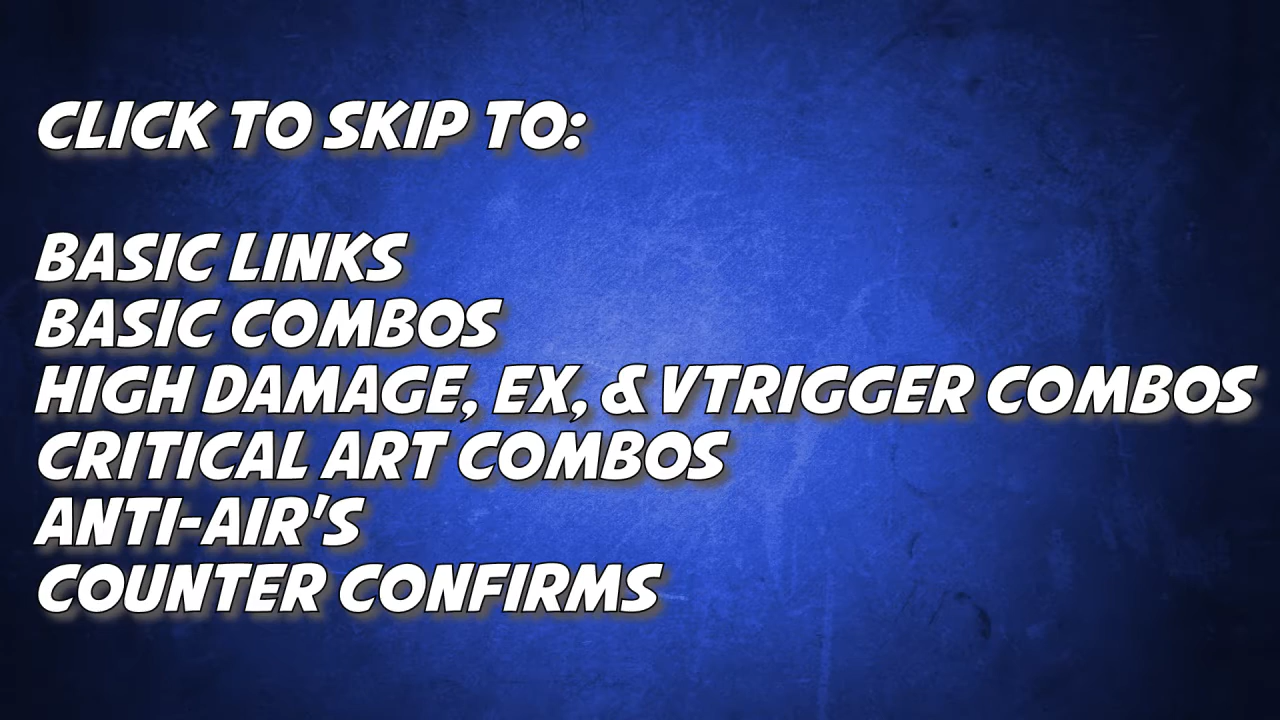 CLICK TO SKIP TO:
BASIC LINKS
BASIC COMBOS
HIGH DAMAGE, EX, & VTRIGGER COMBOS
CRITICAL ART COMBOS
ANTI-AIR'S
COUNTER CONFIRMS